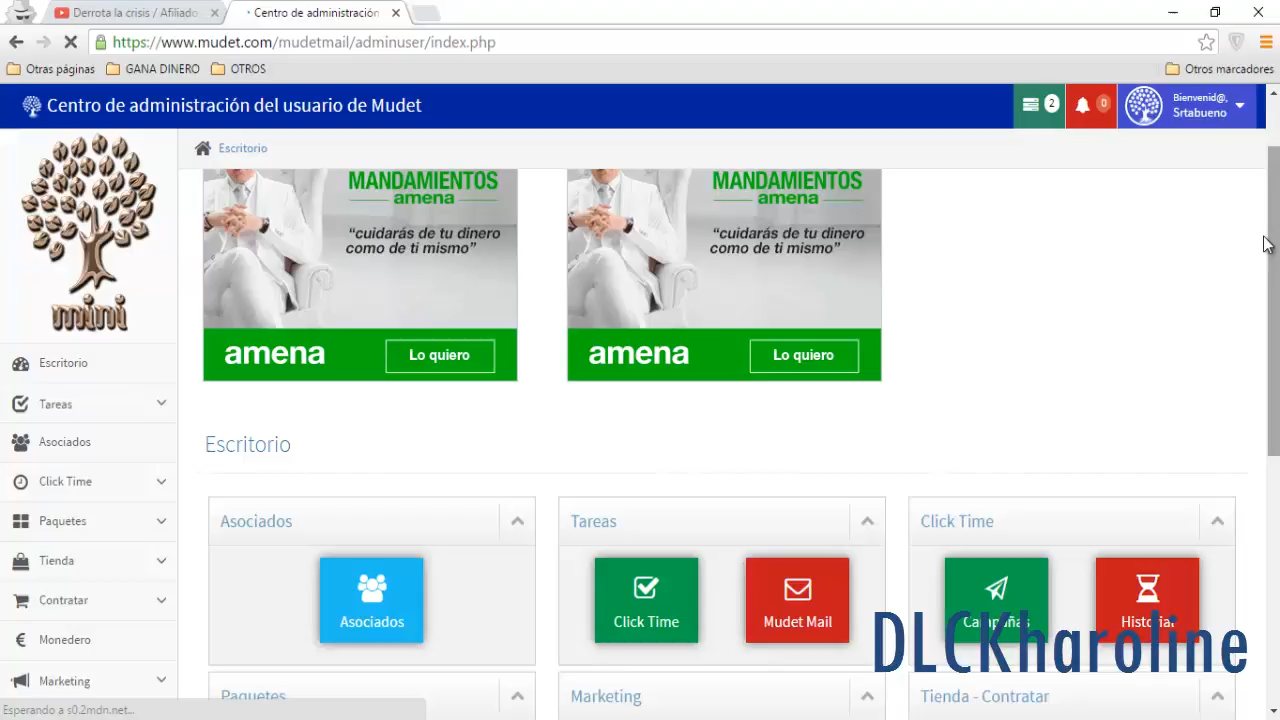 Derrota la crisis / Afiliado
Centro de administración
https://www.mudet.com/mudetmail/adminuser/index.php
Otras páginas
GANA DINERO
OTROS
Otros marcadores
Centro de administración del usuario de Mudet
2
0
Bienvenid@,
Srtabueno
mini
Escritorio
MANDAMIENTOS
amena
“cuidarás de tu dinero
como de ti mismo”
amena
Lo quiero
MANDAMIENTOS
amena
“cuidarás de tu dinero
como de ti mismo”
amena
Lo quiero
Escritorio
Tareas
Asociados
Click Time
Paquetes
Tienda
Contratar
€ Monedero
Marketing
Escritorio
Asociados
Asociados
Tareas
Click Time
Mudet Mail
Click Time
Campañas
Historial
DLCKharoline
Paquetes
Marketing
Tienda - Contratar
Esperando a s0.2mdn.net...